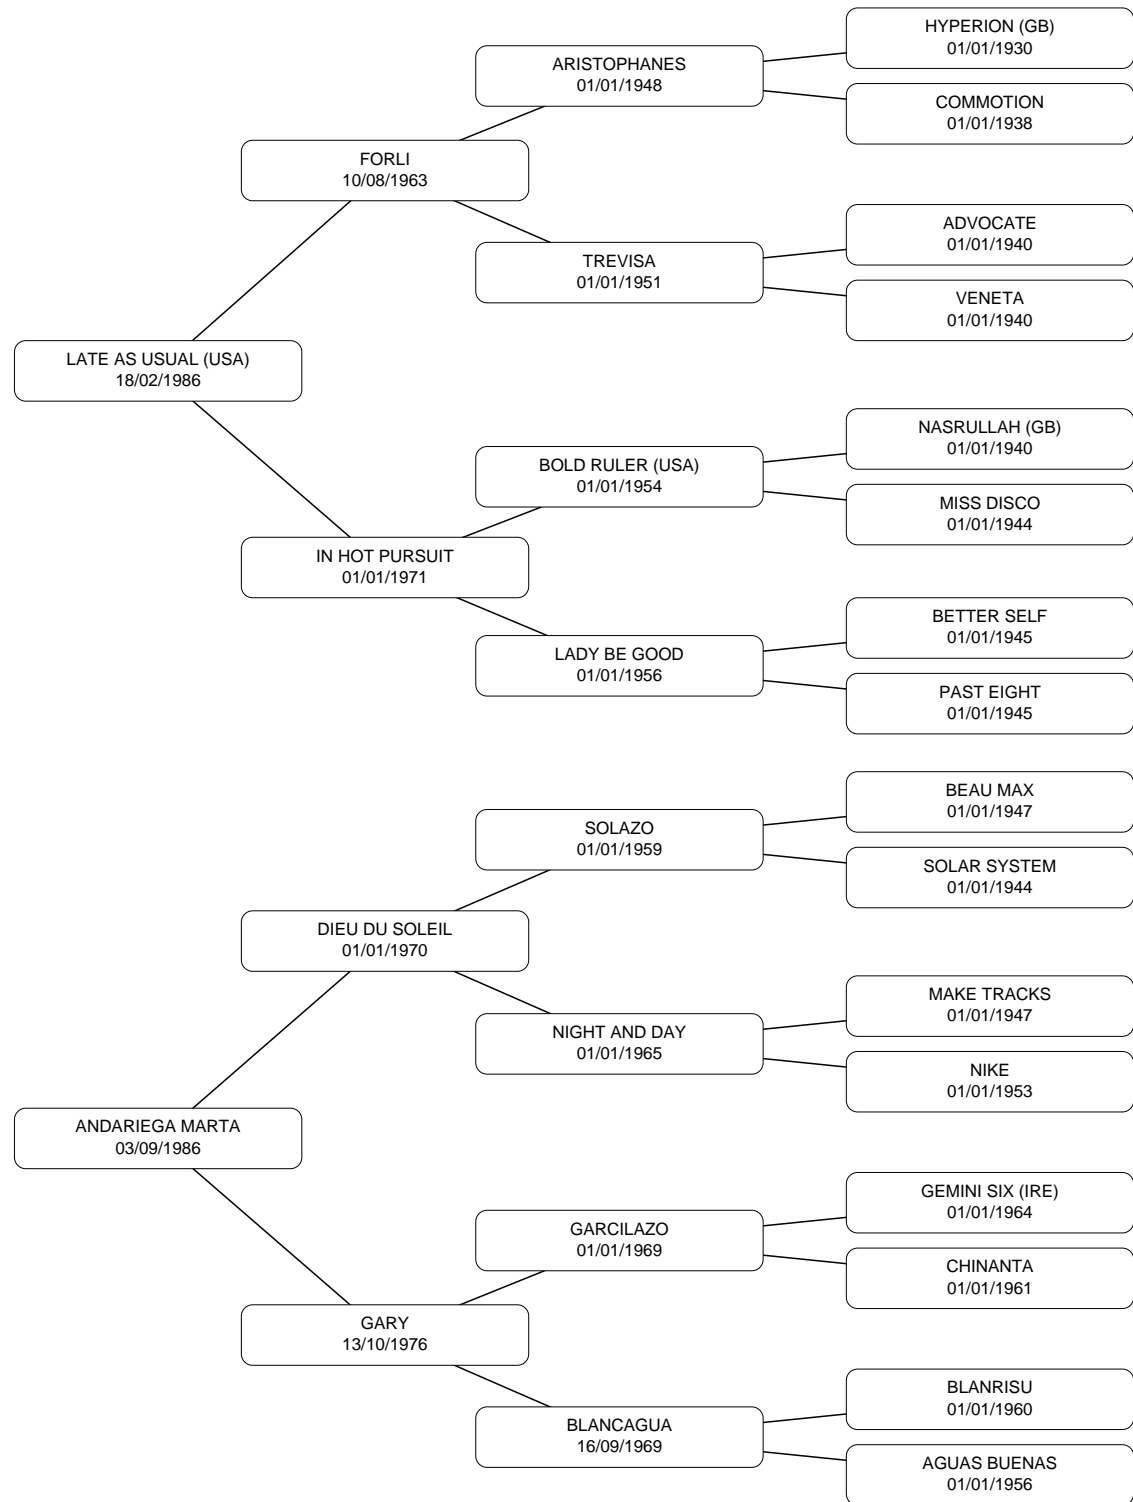 HYPERION (GB)
01/01/1930
ARISTOPHANES
01/01/1948
COMMOTION
01/01/1938
FORLI
10/08/1963
ADVOCATE
01/01/1940
TREVISA
01/01/1951
VENETA
01/01/1940
LATE AS USUAL (USA)
18/02/1986
NASRULLAH (GB)
01/01/1940
BOLD RULER (USA)
01/01/1954
MISS DISCO
01/01/1944
IN HOT PURSUIT
01/01/1971
BETTER SELF
01/01/1945
LADY BE GOOD
01/01/1956
PAST EIGHT
01/01/1945
BEAU MAX
01/01/1947
SOLAZO
01/01/1959
SOLAR SYSTEM
01/01/1944
DIEU DU SOLEIL
01/01/1970
MAKE TRACKS
01/01/1947
NIGHT AND DAY
01/01/1965
NIKE
01/01/1953
ANDARIEGA MARTA
03/09/1986
GEMINI SIX (IRE)
01/01/1964
GARCILAZO
01/01/1969
CHINANTA
01/01/1961
GARY
13/10/1976
BLANRISU
01/01/1960
BLANCAGUA
16/09/1969
AGUAS BUENAS
01/01/1956